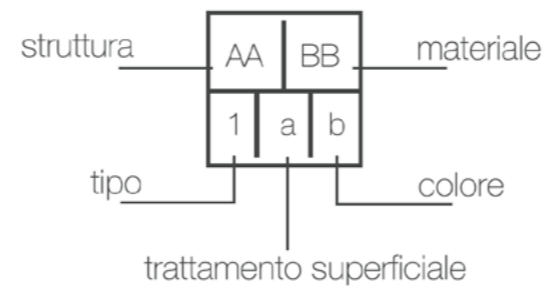 struttura
AA BB
materiale
1 a b
tipo
colore
trattamento superficiale